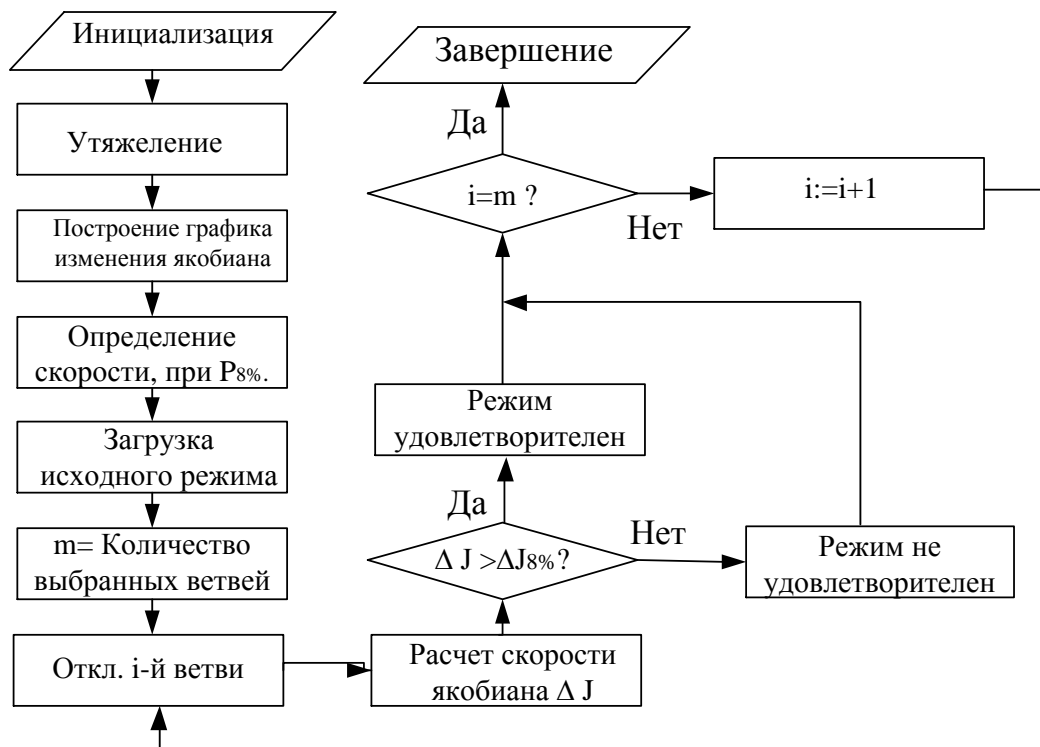 Инициализация
Утяжеление
Построение графика
изменения якобиана
Определение
скорости, при P8%.
Загрузка
исходного режима
m= Количество
выбранных ветвей
Откл. i-й ветви
Расчет скорости
якобиана Δ J
Δ J >ΔJ8%?
Да
Нет
Режим
удовлетворителен
Режим не
удовлетворителен
i=m ?
Да
Нет
i:=i+1
Завершение